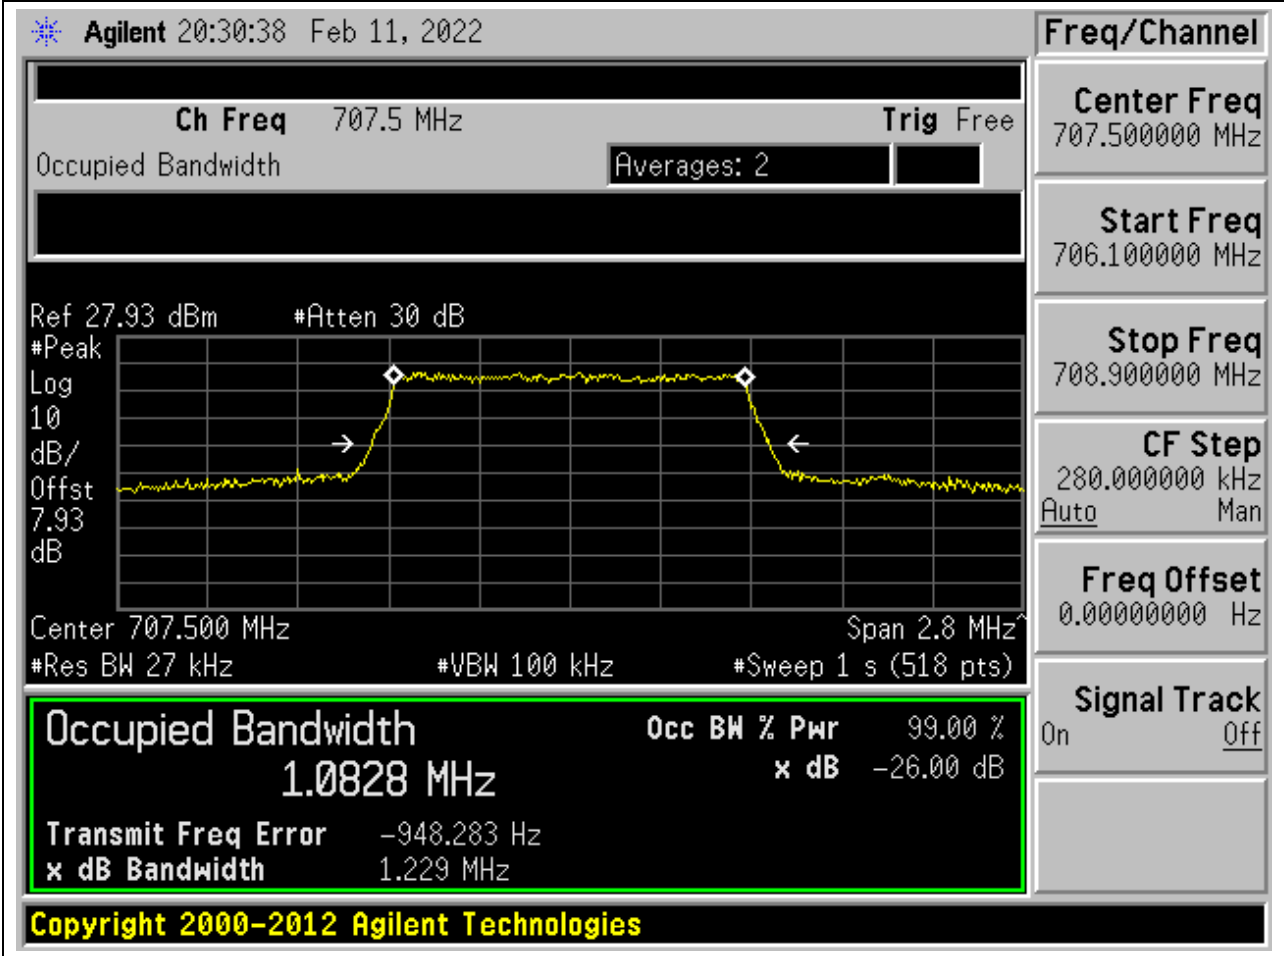 Agilent 20:30:38 Feb 11, 2022
Freq/Channel
Ch Freq 707.5 MHz Trig Free
Occupied Bandwidth Averages: 2
Ref 27.93 dBm #Atten 30 dB
#Peak
Log
10
dB/
Offst
7.93
dB
Center 707.500 MHz Span 2.8 MHz^
#Res BW 27 kHz #VBW 100 kHz #Sweep 1 s (518 pts)
Occupied Bandwidth Occ BW % Pwr 99.00 %
1.0828 MHz x dB -26.00 dB
Transmit Freq Error -948.283 Hz
x dB Bandwidth 1.229 MHz
Copyright 2000-2012 Agilent Technologies
Center Freq
707.500000 MHz
Start Freq
706.100000 MHz
Stop Freq
708.900000 MHz
CF Step
280.000000 kHz
Auto Man
Freq Offset
0.00000000 Hz
Signal Track
On Off